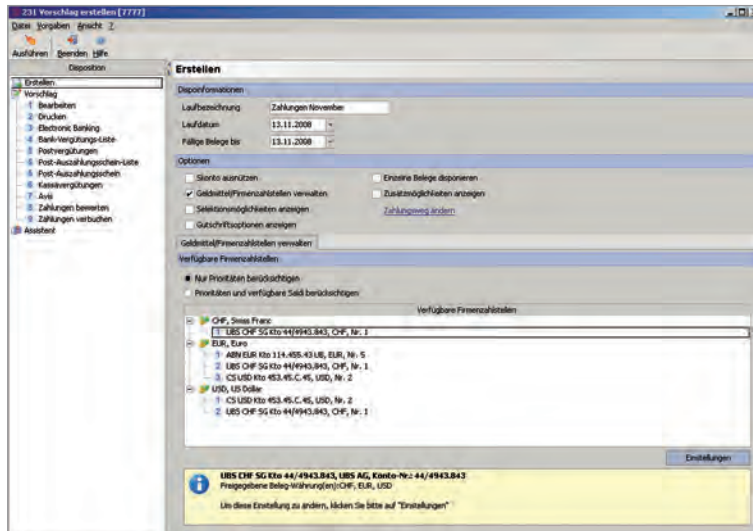 231 Vorschlag erstellen [7777]
Datei Vorgaben Ansicht ?
Ausführen Beenden Hilfe
Disposition
Erstellen
Vorschlag
1 Bearbeiten
2 Drucken
3 Electronic Banking
4 Bank-Vergütungs-Liste
5 Postvergütungen
6 Post-Auszahlungsschein-Liste
6 Post-Auszahlungsschein
6 Kassavergütungen
7 Avis
8 Zahlungen bewerten
9 Zahlungen verbuchen
Assistent
Erstellen
Dispoinformationen
Laufbezeichnung Zahlungen November
Laufdatum 13.11.2008
Fällige Belege bis 13.11.2008
Optionen
Skonto ausnützen Einzelne Belege disponieren
Geldmittel/Firmenzahlstellen verwalten Zusatzmöglichkeiten anzeigen
Selektionsmöglichkeiten anzeigen Zahlungsweg ändern
Gutschriftsoptionen anzeigen
Geldmittel/Firmenzahlstellen verwalten
Verfügbare Firmenzahlstellen
Nur Prioritäten berücksichtigen
Prioritäten und verfügbare Saldi berücksichtigen
Verfügbare Firmenzahlstellen
CHF, Swiss Franc
1 UBS CHF SG Kto 44/4943.843, CHF, Nr. 1
EUR, Euro
1 ABN EUR Kto 114.455.43 UB, EUR, Nr. 5
2 UBS CHF SG Kto 44/4943.843, CHF, Nr. 1
3 CS USD Kto 453.45.C.45, USD, Nr. 2
USD, US Dollar
1 CS USD Kto 453.45.C.45, USD, Nr. 2
2 UBS CHF SG Kto 44/4943.843, CHF, Nr. 1
Einstellungen
UBS CHF SG Kto 44/4943.843, UBS AG, Konto-Nr.: 44/4943.843
Freigegebene Beleg-Währung(en):CHF, EUR, USD
Um diese Einstellung zu ändern, klicken Sie bitte auf "Einstellungen"